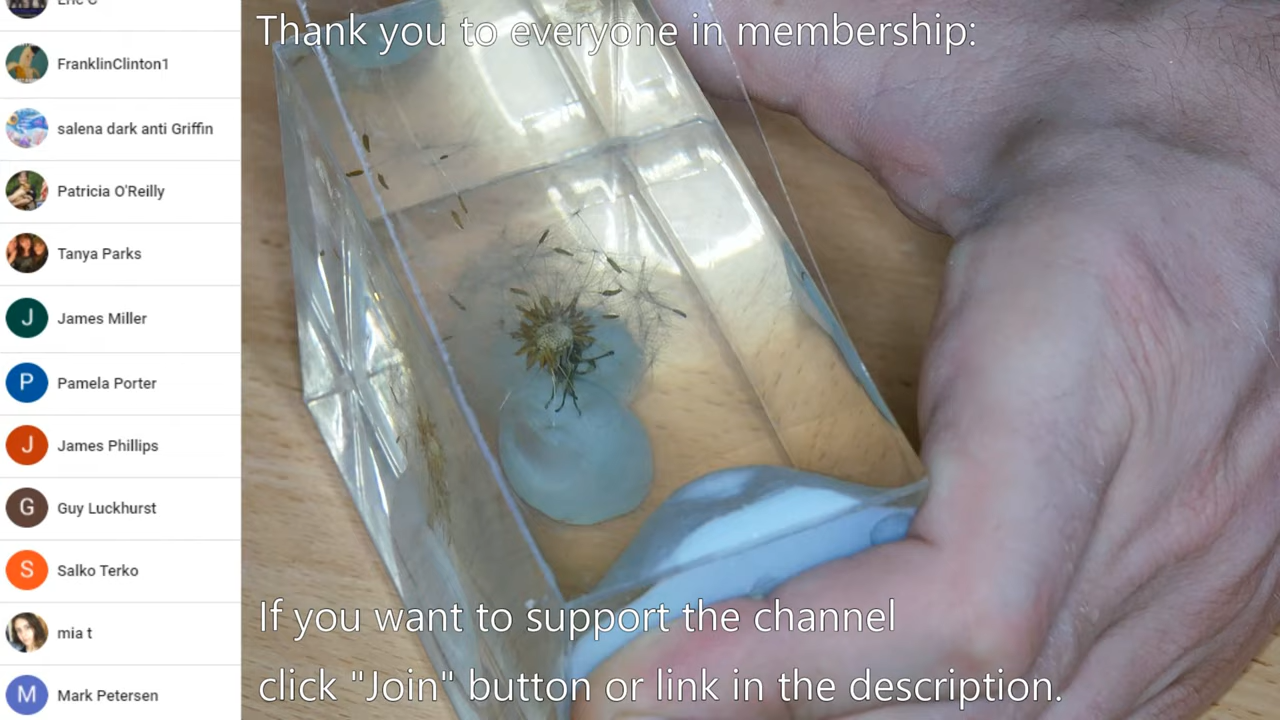 Eric C
Thank you to everyone in membership:
FranklinClinton1
salena dark anti Griffin
Patricia O'Reilly
Tanya Parks
James Miller
J
Pamela Porter
P
James Phillips
J
Guy Luckhurst
G
Salko Terko
S
mia t
Mark Petersen
M
If you want to support the channel
click "Join" button or link in the description.